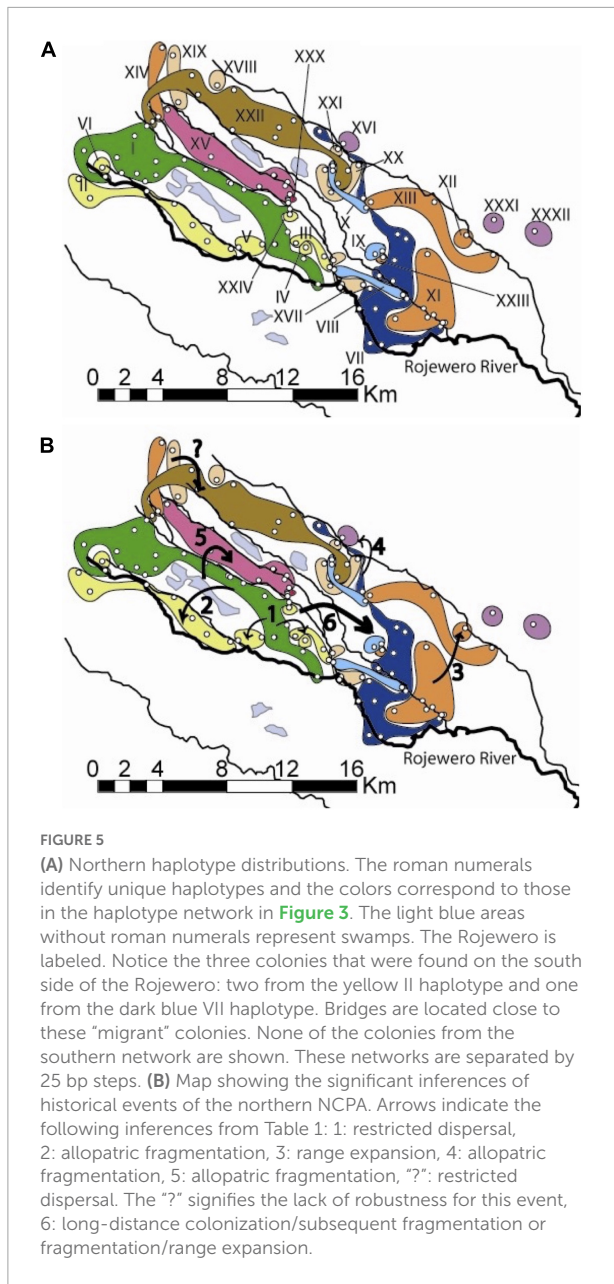 A
XIX
XVIII
XXX
XIV
XXI
XVI
XXII
VI
XX
I
XV
XII
XIII
XXXI
II
X
XXXII
IX
V
III
XXIV
XI
IV
XXIII
XVII
VIII
VII
Rojewero River
0 2 4 8 12 16
Km
B
?
5
4
2
1
6
3
Rojewero River
0 2 4 8 12 16
Km
FIGURE 5
(A) Northern haplotype distributions. The roman numerals
identify unique haplotypes and the colors correspond to those
in the haplotype network in Figure 3. The light blue areas
without roman numerals represent swamps. The Rojewero is
labeled. Notice the three colonies that were found on the south
side of the Rojewero: two from the yellow II haplotype and one
from the dark blue VII haplotype. Bridges are located close to
these “migrant” colonies. None of the colonies from the
southern network are shown. These networks are separated by
25 bp steps. (B) Map showing the significant inferences of
historical events of the northern NCPA. Arrows indicate the
following inferences from Table 1: 1: restricted dispersal,
2: allopatric fragmentation, 3: range expansion, 4: allopatric
fragmentation, 5: allopatric fragmentation, “?”: restricted
dispersal. The “?” signifies the lack of robustness for this event,
6: long-distance colonization/subsequent fragmentation or
fragmentation/range expansion.